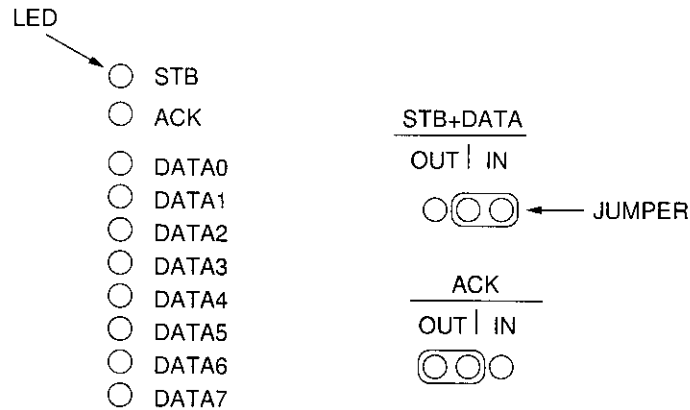 LED
STB
ACK
DATA0
DATA1
DATA2
DATA3
DATA4
DATA5
DATA6
DATA7
STB+DATA
OUT | IN
JUMPER
ACK
OUT | IN